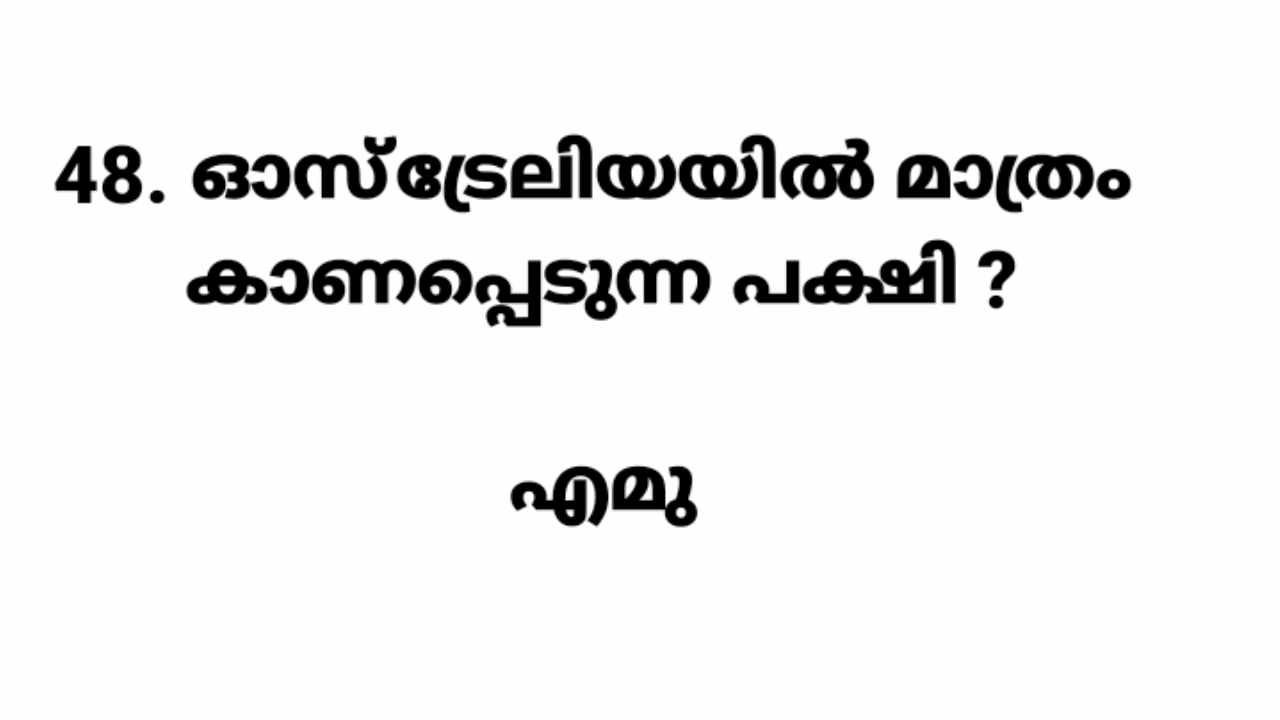 48. ഓസ്ട്രേലിയയിൽ മാത്രം
കാണപ്പെടുന്ന പക്ഷി ?
എമു